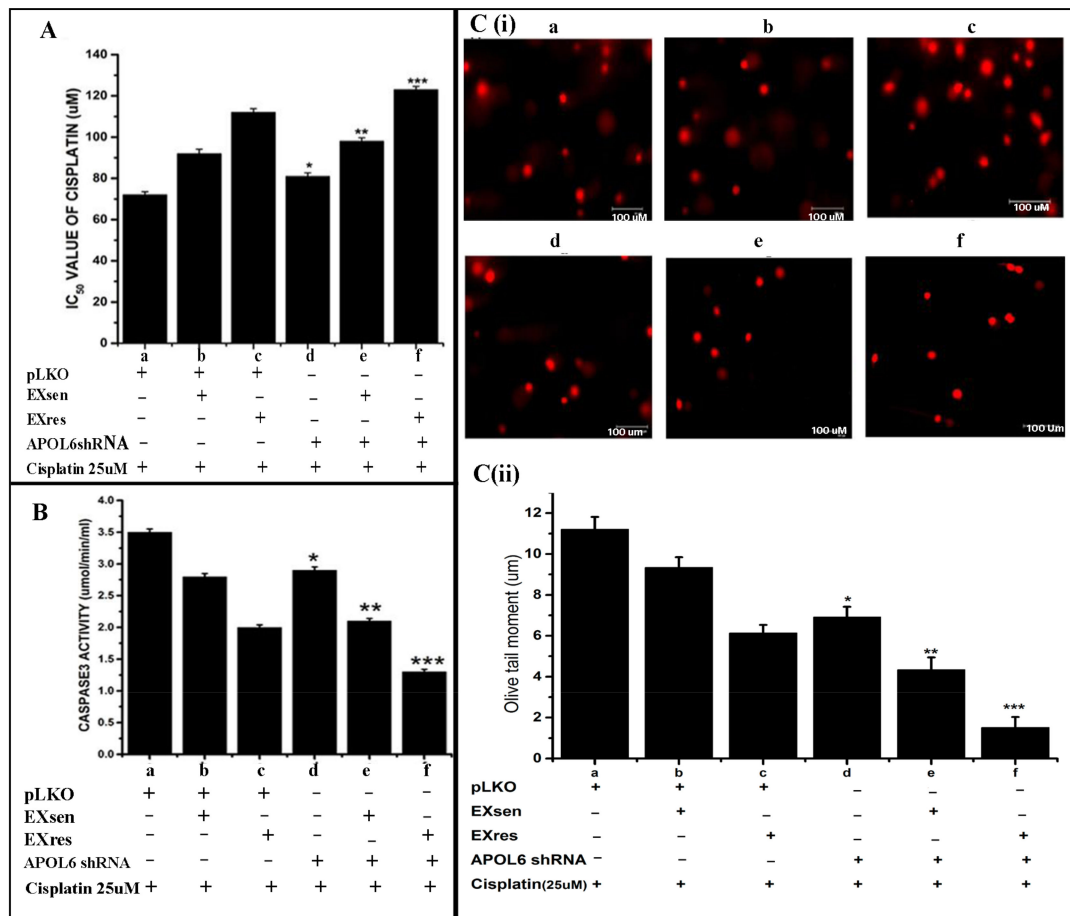 A
IC50 VALUE OF CISPLATIN (uM)
140
120
100
80
60
40
20
0
*
**
***
a b c d e f
pLKO + + + – – –
EXsen – + – – + –
EXres – – + – – +
APOL6shRNA – – – + + +
Cisplatin 25uM + + + + + +
B
CASPASE3 ACTIVITY (umol/min/ml)
4.0
3.5
3.0
2.5
2.0
1.5
1.0
0.5
0.0
*
**
***
a b c d e f
pLKO + + + – – –
EXsen – + – – + –
EXres – – + – – +
APOL6 shRNA – – – + + +
Cisplatin 25uM + + + + + +
C (i)
a b c
100 uM 100 uM 100 uM
d e f
100 um 100 uM 100 Um
C(ii)
Olive tail moment (um)
12
10
8
6
4
2
0
*
**
***
a b c d e f
pLKO + + + – – –
EXsen – + – – + –
EXres – – + – – +
APOL6 shRNA – – – + + +
Cisplatin(25uM) + + + + + +